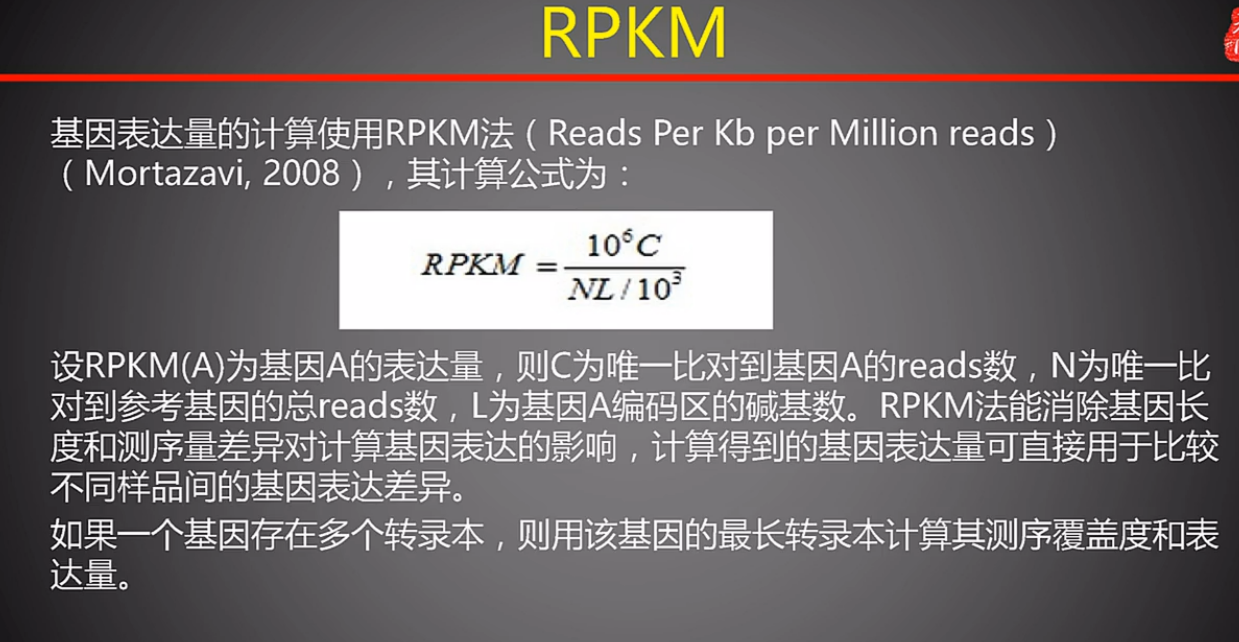 RPKM
基因表达量的计算使用RPKM法（Reads Per Kb per Million reads）
（Mortazavi, 2008），其计算公式为：
RPKM = 10⁶C / NL / 10³
设RPKM(A)为基因A的表达量，则C为唯一比对到基因A的reads数，N为唯一比
对到参考基因的总reads数，L为基因A编码区的碱基数。RPKM法能消除基因长
度和测序量差异对计算基因表达的影响，计算得到的基因表达量可直接用于比较
不同样品间的基因表达差异。
如果一个基因存在多个转录本，则用该基因的最长转录本计算其测序覆盖度和表
达量。